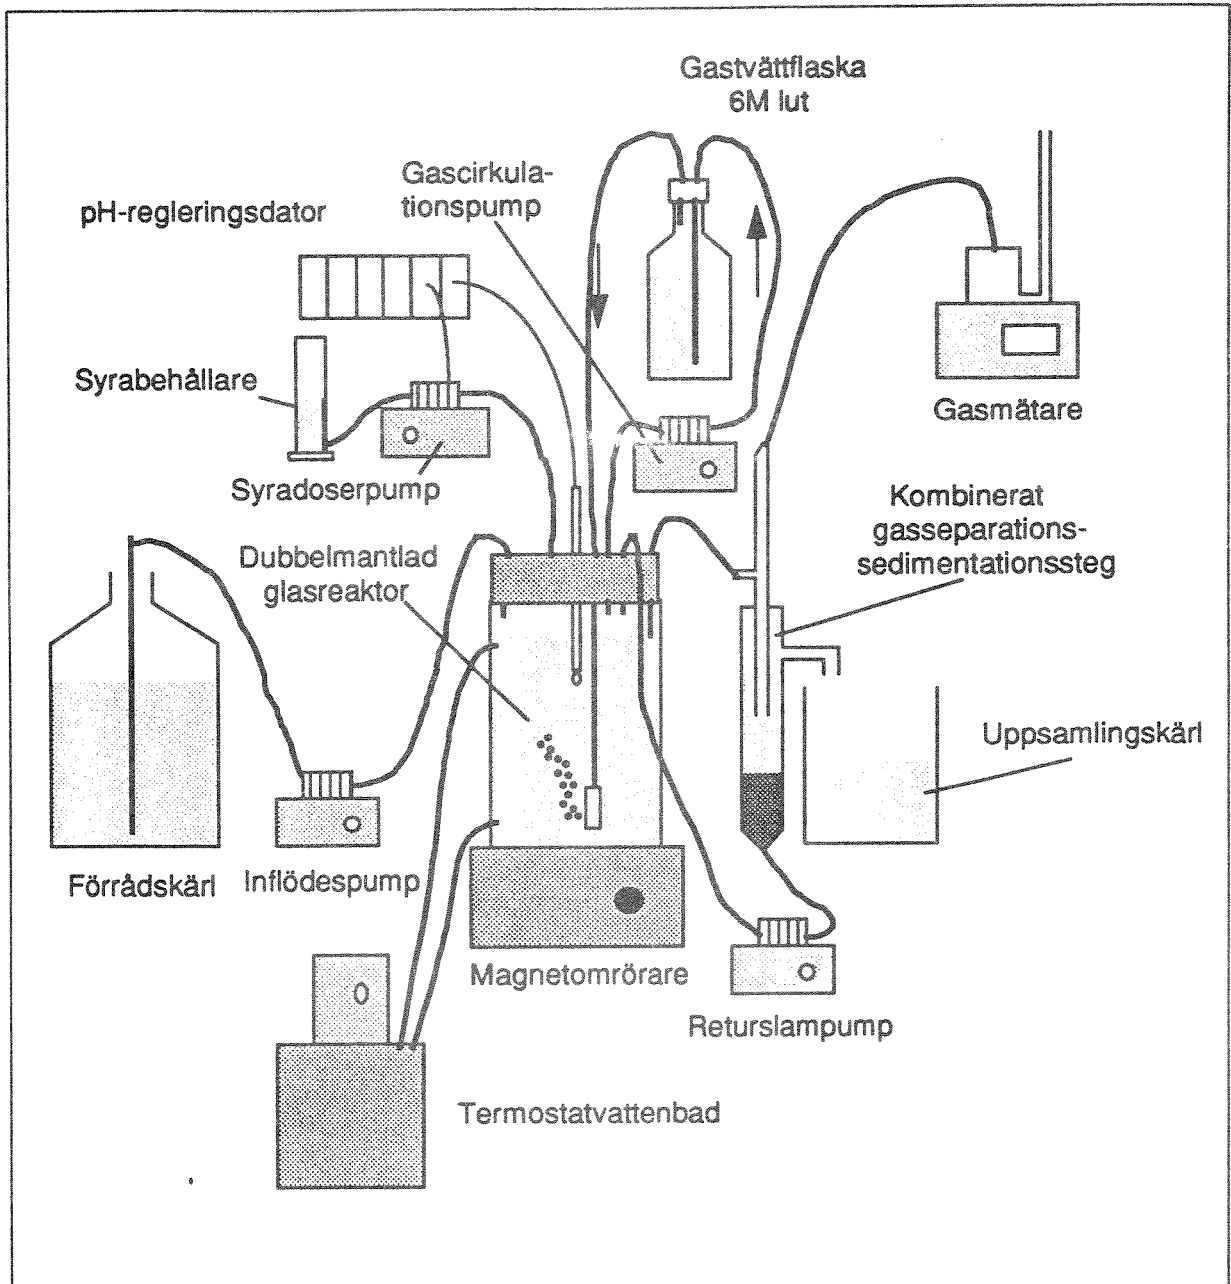 Gastvättflaska
6M lut
Gascirkula-
tionspump
pH-regleringsdator
Syrabehållare
Gasmätare
Syradoserpump
Kombinerat
gasseparations-
sedimentationssteg
Dubbelmantlad
glasreaktor
Uppsamlingskärl
Förrådskärl
Inflödespump
Magnetomrörare
Returslampump
Termostatvattenbad